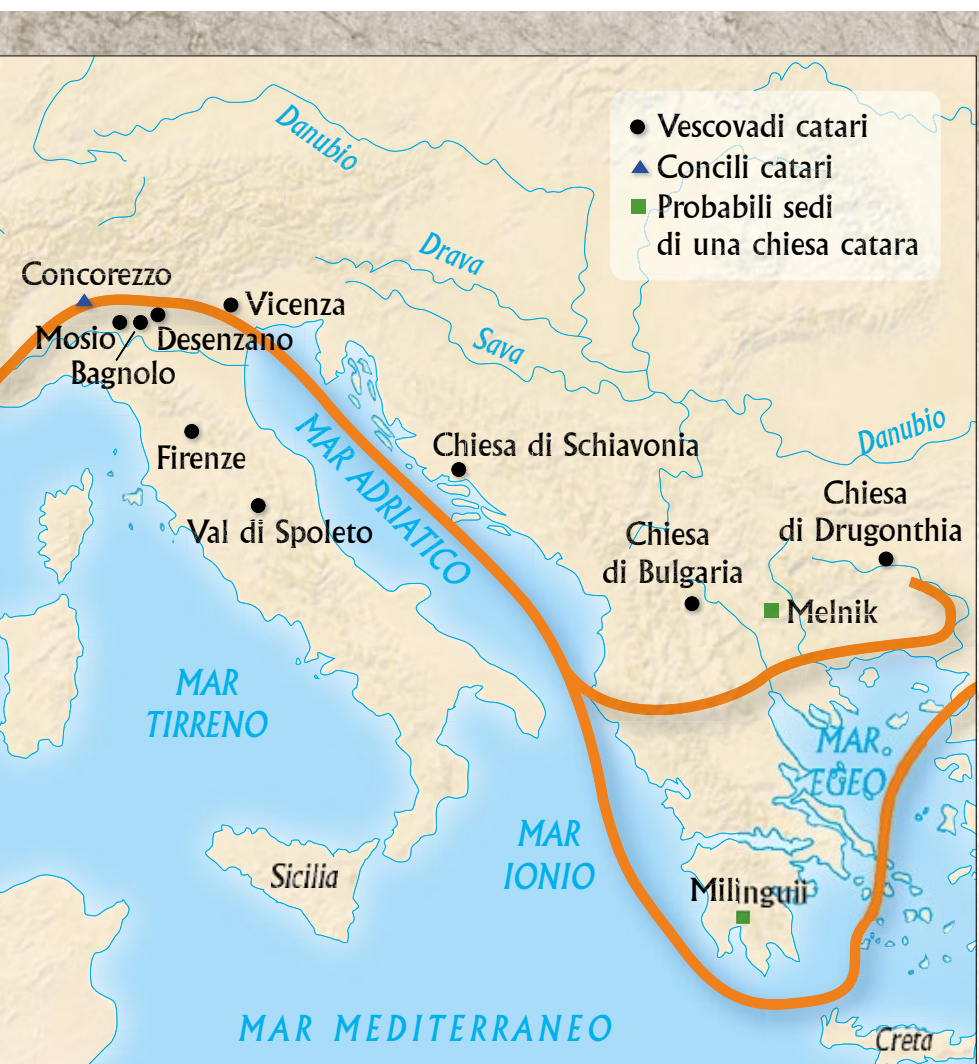 Danubio
Vescovadi catari
Concili catari
Probabili sedi
di una chiesa catara
Drava
Concorezzo
Vicenza
Mosio
Desenzano
Bagnolo
Sava
Danubio
Firenze
MAR ADRIATICO
Chiesa di Schiavonia
Val di Spoleto
Chiesa
di Bulgaria
Chiesa
di Drugonthia
Melnik
MAR
TIRRENO
MAR
EGEO
MAR
IONIO
Sicilia
Milinguii
MAR MEDITERRANEO
Creta